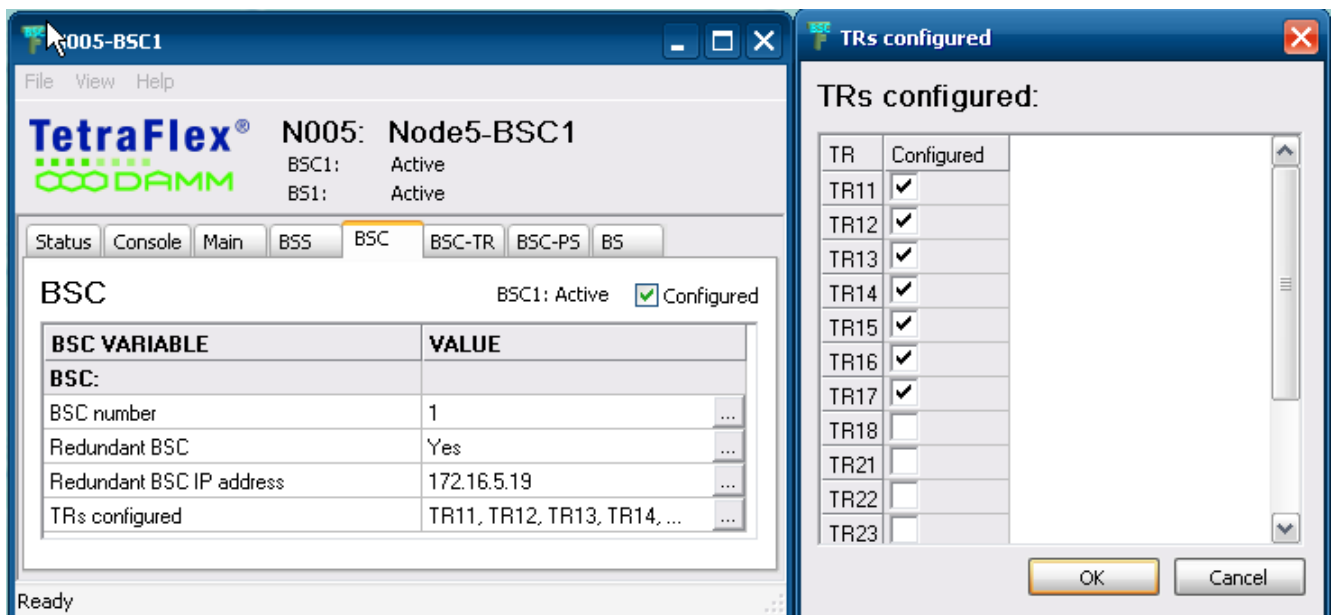 N005-BSC1
File View Help
TetraFlex® N005: Node5-BSC1
DAMM BSC1: Active
BS1: Active
Status Console Main BSS BSC BSC-TR BSC-PS BS
BSC BSC1: Active Configured
BSC VARIABLE VALUE
BSC:
BSC number 1 ...
Redundant BSC Yes ...
Redundant BSC IP address 172.16.5.19 ...
TRs configured TR11, TR12, TR13, TR14, ... ...
Ready
BSC TRs configured
TRs configured:
TR Configured
TR11
TR12
TR13
TR14
TR15
TR16
TR17
TR18
TR21
TR22
TR23
OK Cancel